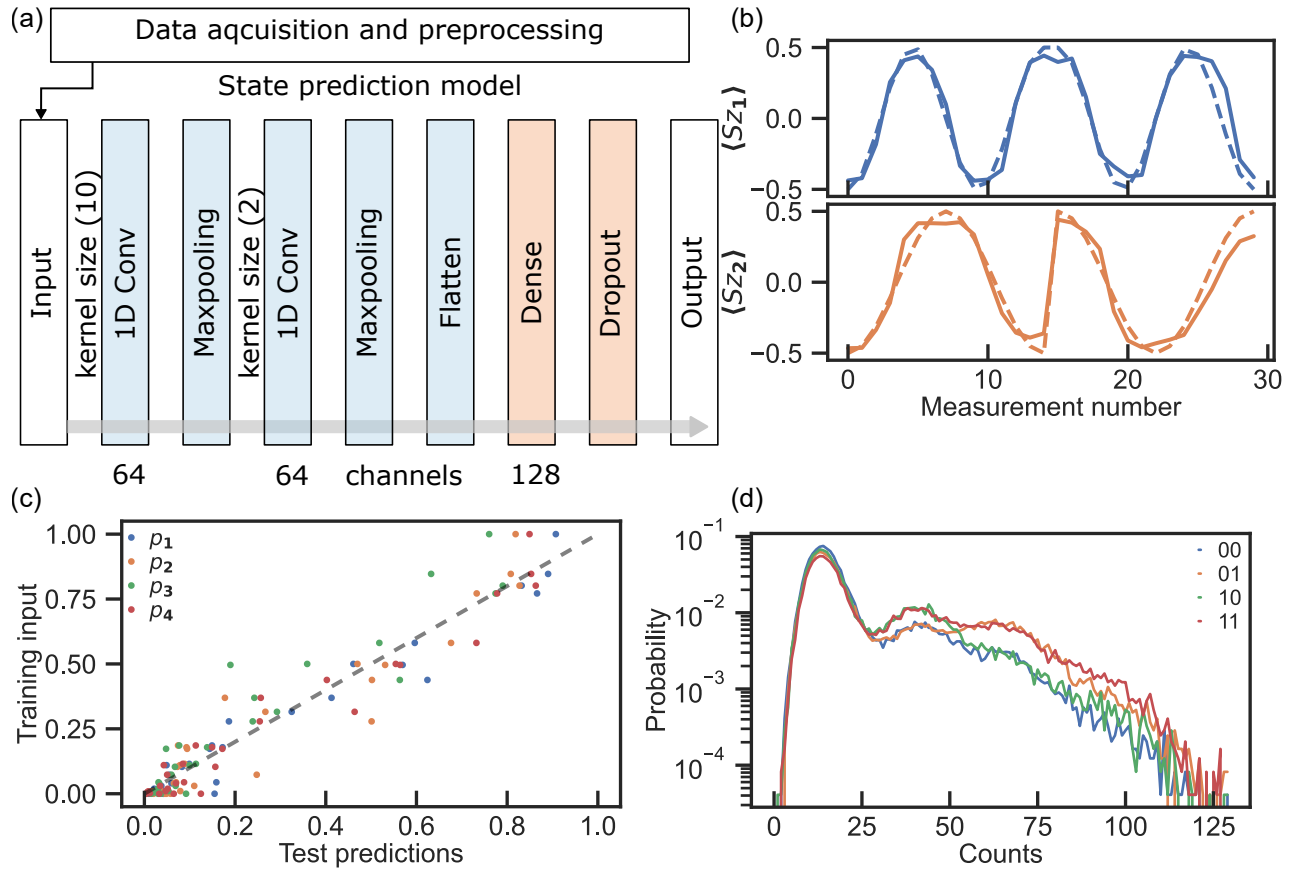 (a)
Data aqcuisition and preprocessing
State prediction model
Input
kernel size (10)
1D Conv
Maxpooling
kernel size (2)
1D Conv
Maxpooling
Flatten
Dense
Dropout
Output
64
64
channels
128
(b)
0.5
0.0
−0.5
⟨Sz1⟩
0.5
0.0
−0.5
⟨Sz2⟩
0
10
20
30
Measurement number
(c)
1.00
0.75
0.50
0.25
0.00
Training input
p1
p2
p3
p4
0.0
0.2
0.4
0.6
0.8
1.0
Test predictions
(d)
10−1
10−2
10−3
10−4
Probability
00
01
10
11
0
25
50
75
100
125
Counts